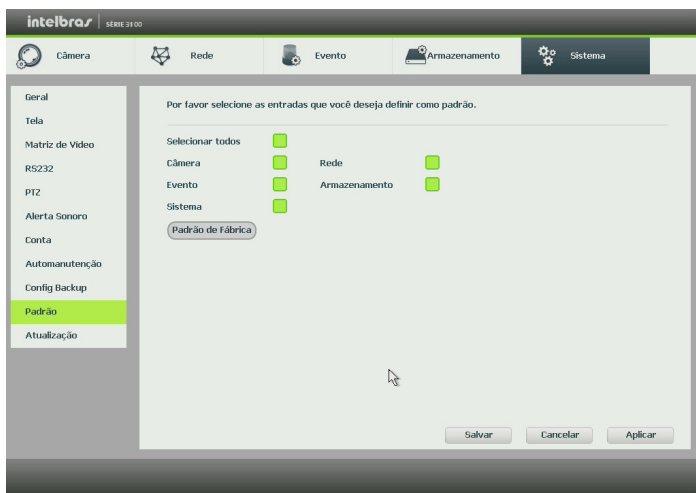 intelbras | SÉRIE 3100
Câmera
Rede
Evento
Armazenamento
Sistema
Geral
Tela
Matriz de Vídeo
RS232
PTZ
Alerta Sonoro
Conta
Automanutenção
Config Backup
Padrão
Atualização
Por favor selecione as entradas que você deseja definir como padrão.
Selecionar todos
Câmera
Rede
Evento
Armazenamento
Sistema
Padrão de Fábrica
Salvar
Cancelar
Aplicar